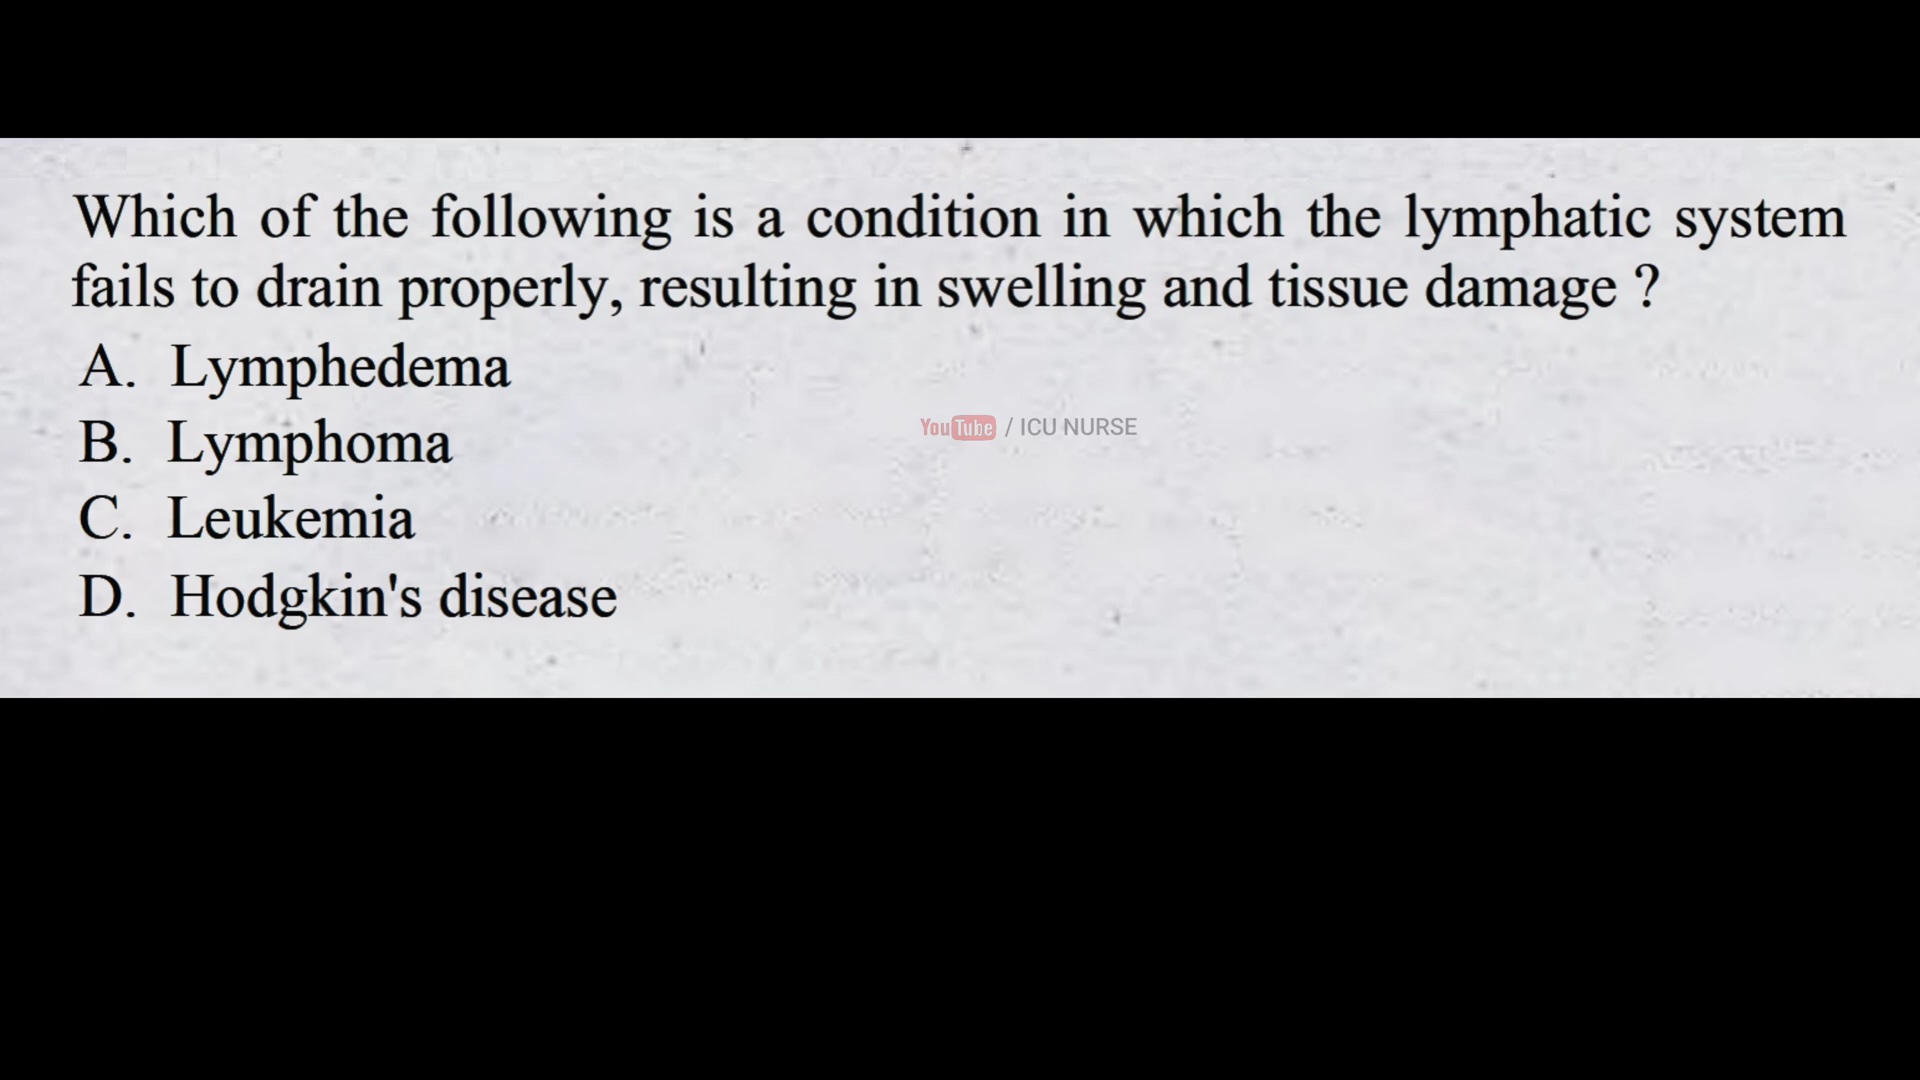 Which of the following is a condition in which the lymphatic system
fails to drain properly, resulting in swelling and tissue damage ?
A. Lymphedema
YouTube / ICU NURSE
B. Lymphoma
C. Leukemia
D. Hodgkin's disease